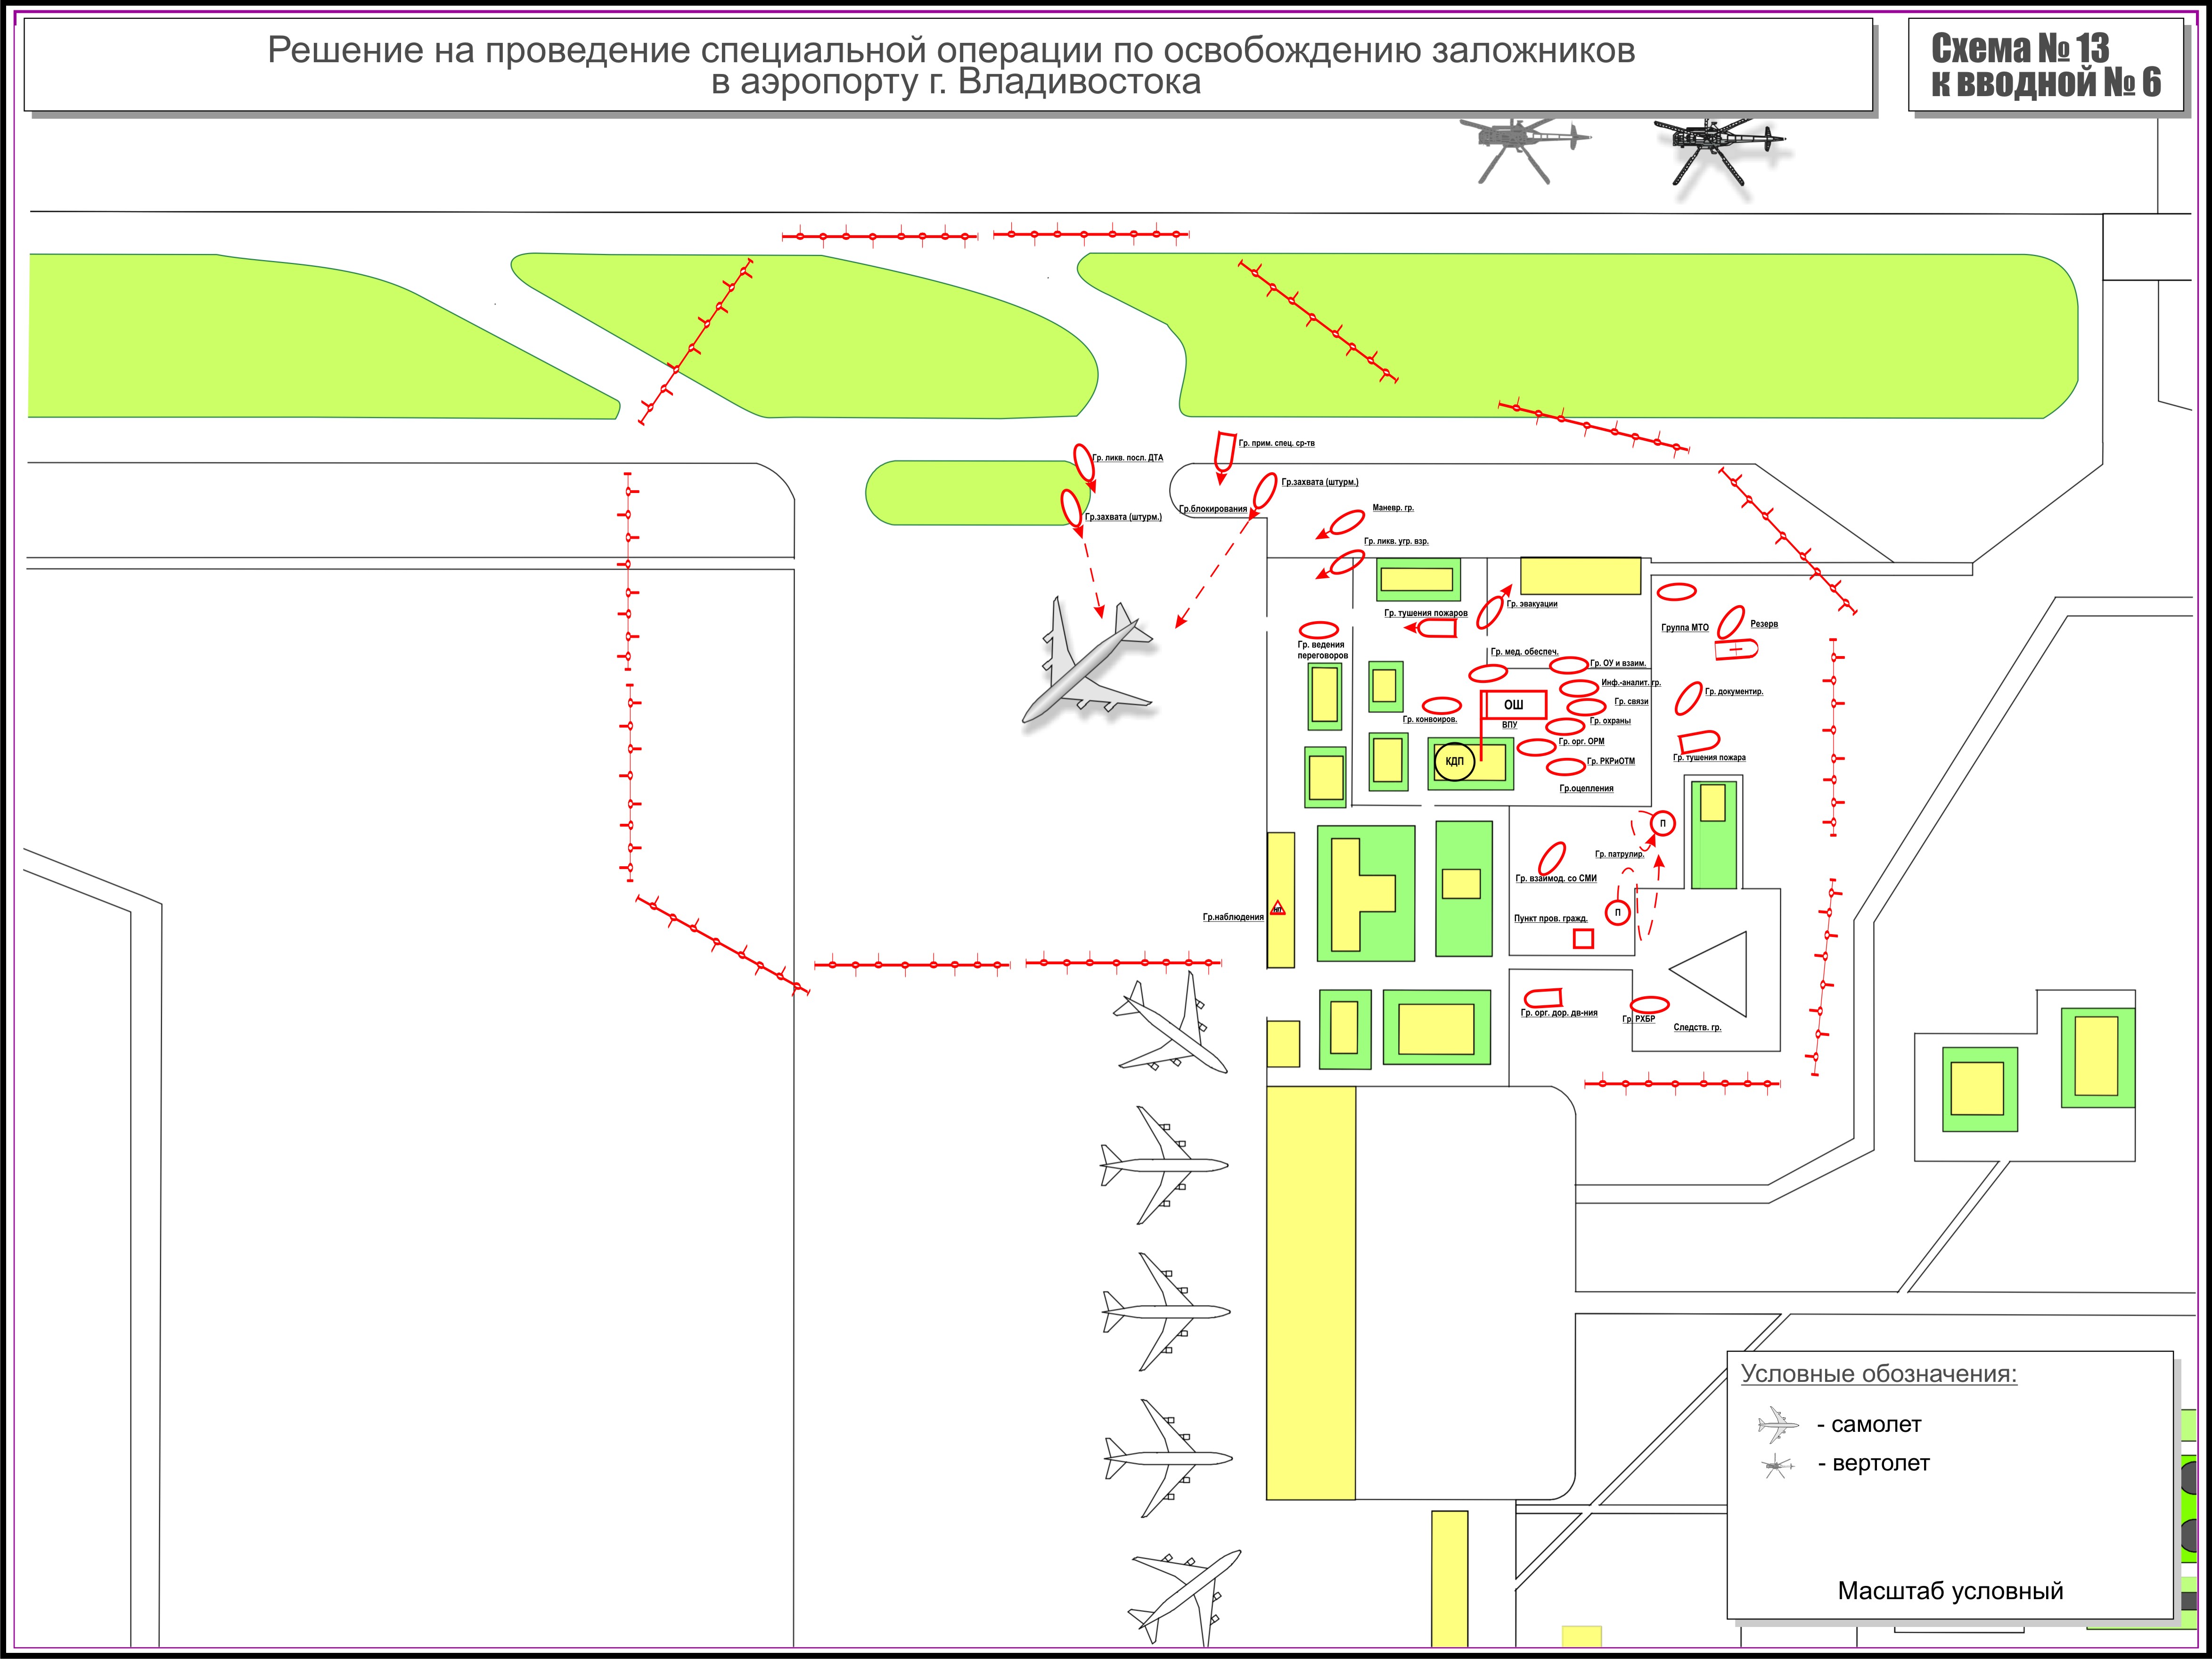 Решение на проведение специальной операции по освобождению заложников
в аэропорту г. Владивостока
Схема № 13
к вводной № 6
Гр. прим. спец. ср-тв
Гр. ликв. посл. ДТА
Гр.захвата (штурм.)
Гр.блокирования
Гр.захвата (штурм.)
Маневр. гр.
Гр. ликв. угр. взр.
Гр. эвакуации
Гр. тушения пожаров
Группа МТО
Резерв
Гр. ведения
переговоров
Гр. мед. обеспеч.
Гр. ОУ и взаим.
Инф.-аналит. гр.
Гр. документир.
Гр. связи
ОШ
Гр. конвоиров.
ВПУ
Гр. охраны
Гр. орг. ОРМ
КДП
Гр. РКРиОТМ
Гр. тушения пожара
Гр.оцепления
П
Гр. патрулир.
Гр. взаимод. со СМИ
НП
Гр.наблюдения
П
Пункт пров. гражд.
Гр. орг. дор. дв-ния
Гр. РХБР
Следств. гр.
Условные обозначения:
- самолет
- вертолет
Масштаб условный